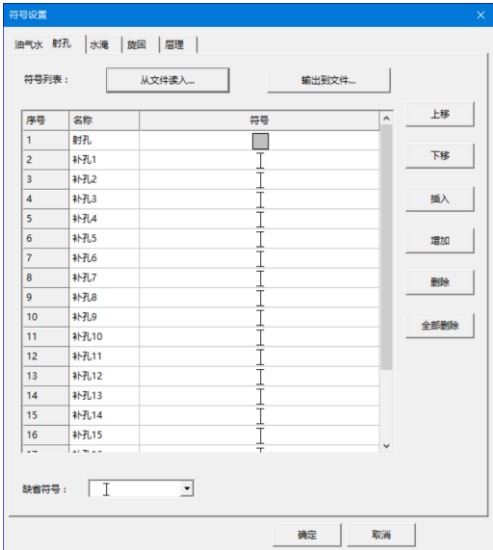 符号设置
油气水 射孔 水淹 旋回 层理
符号列表： 从文件读入... 输出到文件...
序号 名称 符号
1 射孔
2 补孔1
3 补孔2
4 补孔3
5 补孔4
6 补孔5
7 补孔6
8 补孔7
9 补孔8
10 补孔9
11 补孔10
12 补孔11
13 补孔12
14 补孔13
15 补孔14
16 补孔15
上移
下移
插入
增加
删除
全部删除
缺省符号：
确定 取消